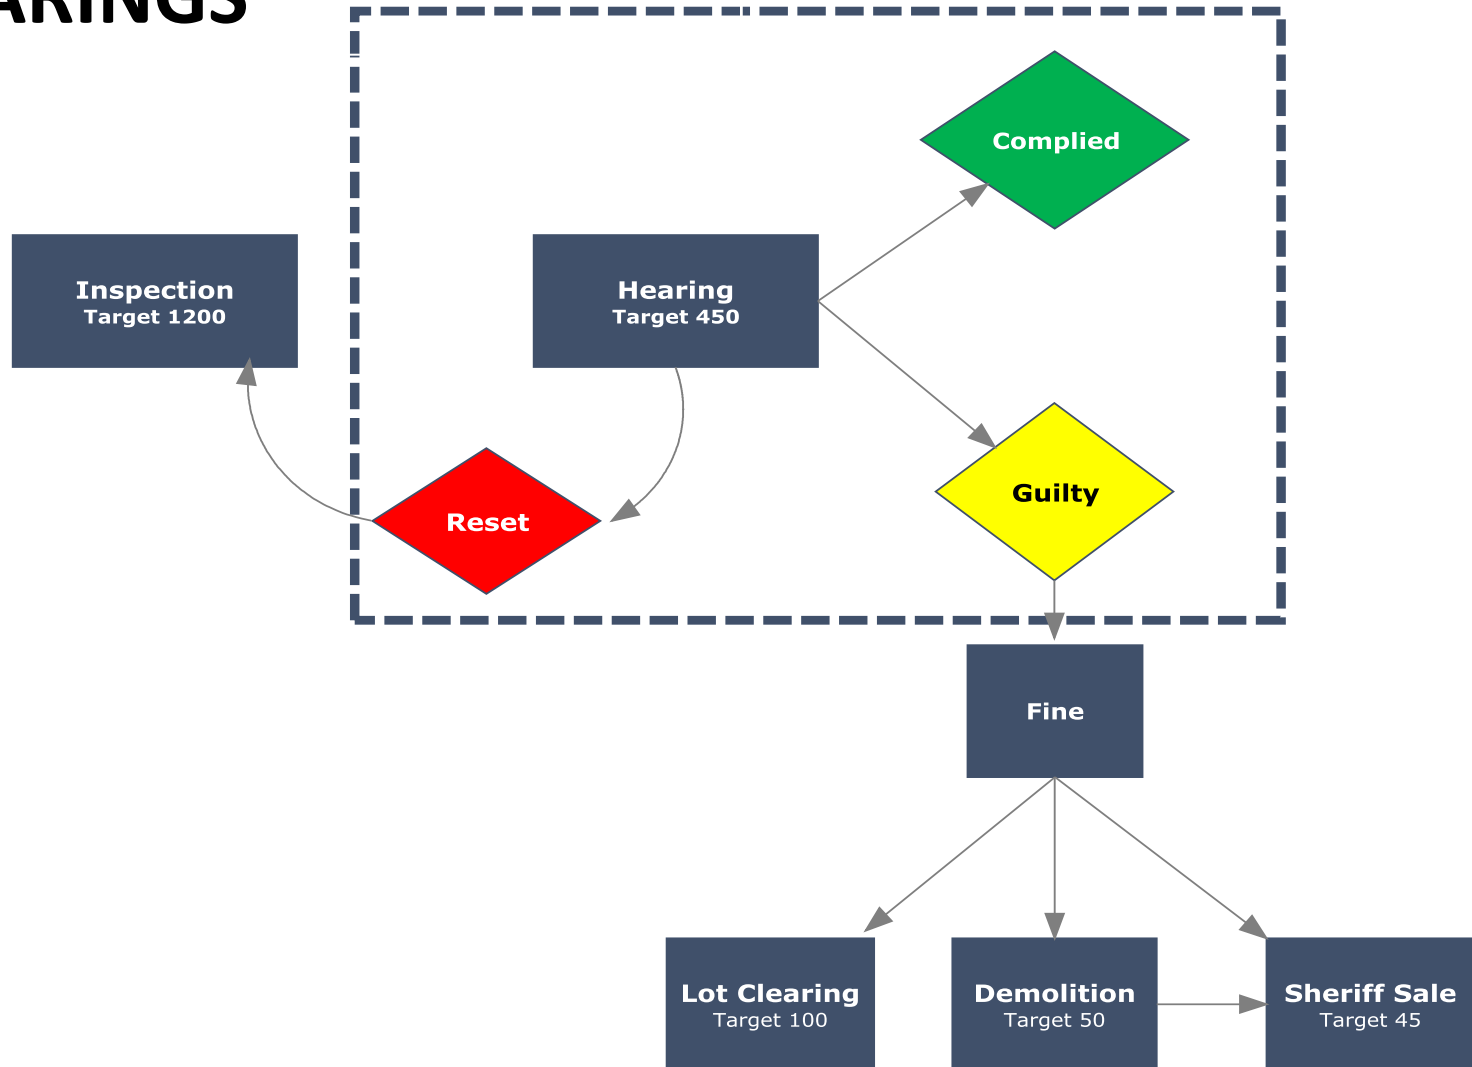 ARINGS
Complied
Inspection
Target 1200
Hearing
Target 450
Guilty
Reset
Fine
Lot Clearing
Target 100
Demolition
Target 50
Sheriff Sale
Target 45